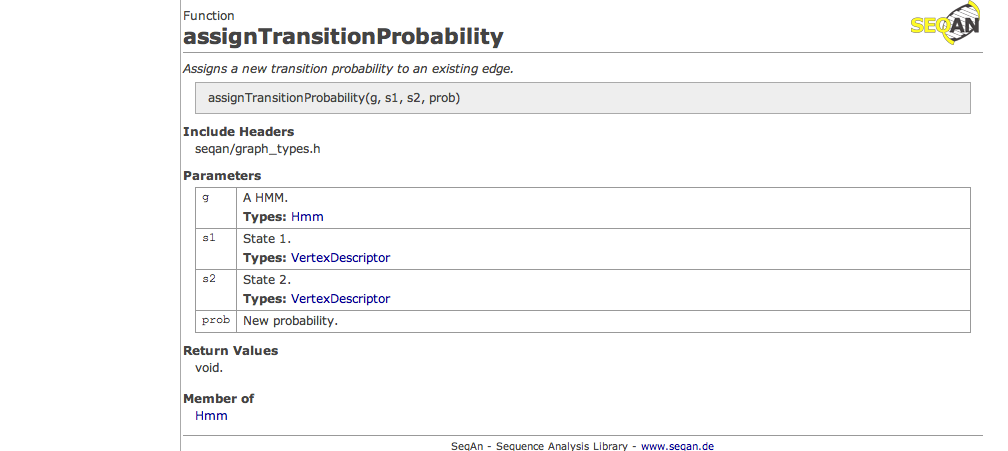 Function
SEQAN
assignTransitionProbability
Assigns a new transition probability to an existing edge.
assignTransitionProbability(g, s1, s2, prob)
Include Headers
seqan/graph_types.h
Parameters
g A HMM.
Types: Hmm
s1 State 1.
Types: VertexDescriptor
s2 State 2.
Types: VertexDescriptor
prob New probability.
Return Values
void.
Member of
Hmm
SeqAn - Sequence Analysis Library - www.seqan.de